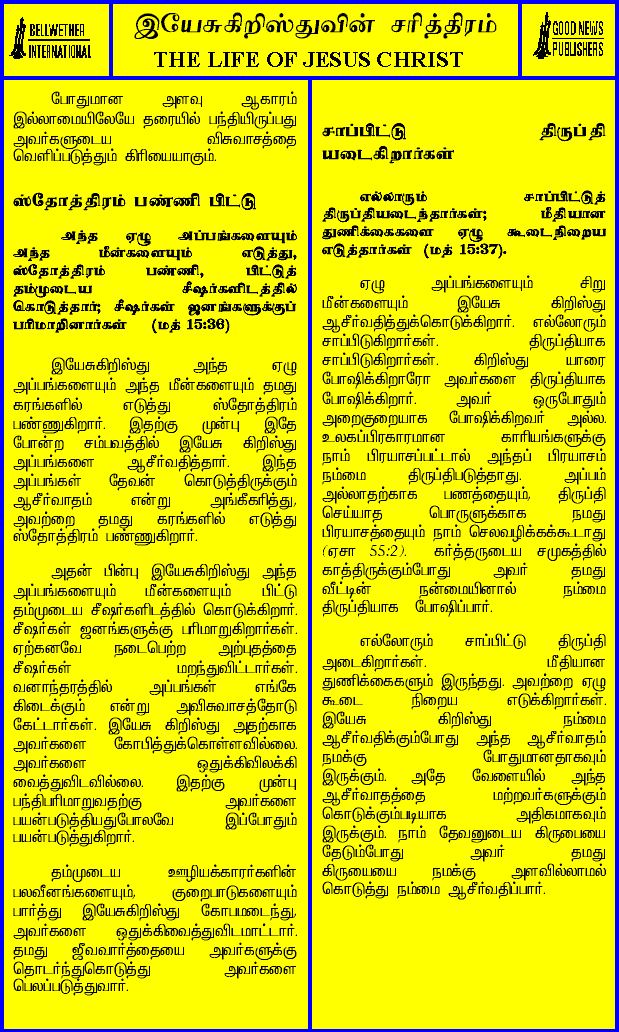 BELLWETHER
INTERNATIONAL
இயேசுகிறிஸ்துவின் சரித்திரம்
THE LIFE OF JESUS CHRIST
GOOD NEWS
PUBLISHERS
போதுமான அளவு ஆகாரம்
இல்லாமையிலேயே தரையில் பந்தியிருப்பது
அவர்களுடைய விசுவாசத்தை
வெளிப்படுத்தும் கிரியையாகும்.
ஸ்தோத்திரம் பண்ணி பிட்டு
அந்த ஏழு அப்பங்களையும்
அந்த மீன்களையும் எடுத்து,
ஸ்தோத்திரம் பண்ணி, பிட்டுத்
தம்முடைய சீஷர்களிடத்தில்
கொடுத்தார்; சீஷர்கள் ஜனங்களுக்குப்
பரிமாறினார்கள் (மத் 15:36)
இயேசுகிறிஸ்து அந்த ஏழு
அப்பங்களையும் அந்த மீன்களையும் தமது
கரங்களில் எடுத்து ஸ்தோத்திரம்
பண்ணுகிறார். இதற்கு முன்பு இதே
போன்ற சம்பவத்தில் இயேசு கிறிஸ்து
அப்பங்களை ஆசீர்வதித்தார். இந்த
அப்பங்கள் தேவன் கொடுத்திருக்கும்
ஆசீர்வாதம் என்று அங்கீகரித்து,
அவற்றை தமது கரங்களில் எடுத்து
ஸ்தோத்திரம் பண்ணுகிறார்.
அதன் பின்பு இயேசுகிறிஸ்து அந்த
அப்பங்களையும் மீன்களையும் பிட்டு
தம்முடைய சீஷர்களிடத்தில் கொடுக்கிறார்.
சீஷர்கள் ஜனங்களுக்கு பரிமாறுகிறார்கள்.
ஏற்கனவே நடைபெற்ற அற்புதத்தை
சீஷர்கள் மறந்துவிட்டார்கள்.
வனாந்தரத்தில் அப்பங்கள் எங்கே
கிடைக்கும் என்று அவிசுவாசத்தோடு
கேட்டார்கள். இயேசு கிறிஸ்து அதற்காக
அவர்களை கோபித்துக்கொள்ளவில்லை.
அவர்களை ஒதுக்கிவிலக்கி
வைத்துவிடவில்லை. இதற்கு முன்பு
பந்திபரிமாறுவதற்கு அவர்களை
பயன்படுத்தியதுபோலவே இப்போதும்
பயன்படுத்துகிறார்.
தம்முடைய ஊழியக்காரர்களின்
பலவீனங்களையும், குறைபாடுகளையும்
பார்த்து இயேசுகிறிஸ்து கோபமடைந்து,
அவர்களை ஒதுக்கிவைத்துவிடமாட்டார்.
தமது ஜீவவார்த்தையை அவர்களுக்கு
தொடர்ந்துகொடுத்து அவர்களை
பெலப்படுத்துவார்.
சாப்பிட்டு திருப்தி
யடைகிறார்கள்
எல்லோரும் சாப்பிட்டுத்
திருப்தியடைந்தார்கள்; மீதியான
துணிக்கைகளை ஏழு கூடைநிறைய
எடுத்தார்கள் (மத் 15:37).
ஏழு அப்பங்களையும் சிறு
மீன்களையும் இயேசு கிறிஸ்து
ஆசீர்வதித்துக்கொடுக்கிறார். எல்லோரும்
சாப்பிடுகிறார்கள். திருப்தியாக
சாப்பிடுகிறார்கள். கிறிஸ்து யாரை
போஷிக்கிறாரோ அவர்களை திருப்தியாக
போஷிக்கிறார். அவர் ஒருபோதும்
அறைகுறையாக போஷிக்கிறவர் அல்ல.
உலகப்பிரகாரமான காரியங்களுக்கு
நாம் பிரயாசப்பட்டால் அந்தப் பிரயாசம்
நம்மை திருப்திபடுத்தாது. அப்பம்
அல்லாததற்காக பணத்தையும், திருப்தி
செய்யாத பொருளுக்காக நமது
பிரயாசத்தையும் நாம் செலவழிக்கக்கூடாது
(ஏசா 55:2). கர்த்தருடைய சமுகத்தில்
காத்திருக்கும்போது அவர் தமது
வீட்டின் நன்மையினால் நம்மை
திருப்தியாக போஷிப்பார்.
எல்லோரும் சாப்பிட்டு திருப்தி
அடைகிறார்கள். மீதியான
துணிக்கைகளும் இருந்தது. அவற்றை ஏழு
கூடை நிறைய எடுக்கிறார்கள்.
இயேசு கிறிஸ்து நம்மை
ஆசீர்வதிக்கும்போது அந்த ஆசீர்வாதம்
நமக்கு போதுமானதாகவும்
இருக்கும். அதே வேளையில் அந்த
ஆசீர்வாதத்தை மற்றவர்களுக்கும்
கொடுக்கும்படியாக அதிகமாகவும்
இருக்கும். நாம் தேவனுடைய கிருபையை
தேடும்போது அவர் தமது
கிருயையை நமக்கு அளவில்லாமல்
கொடுத்து நம்மை ஆசீர்வதிப்பார்.